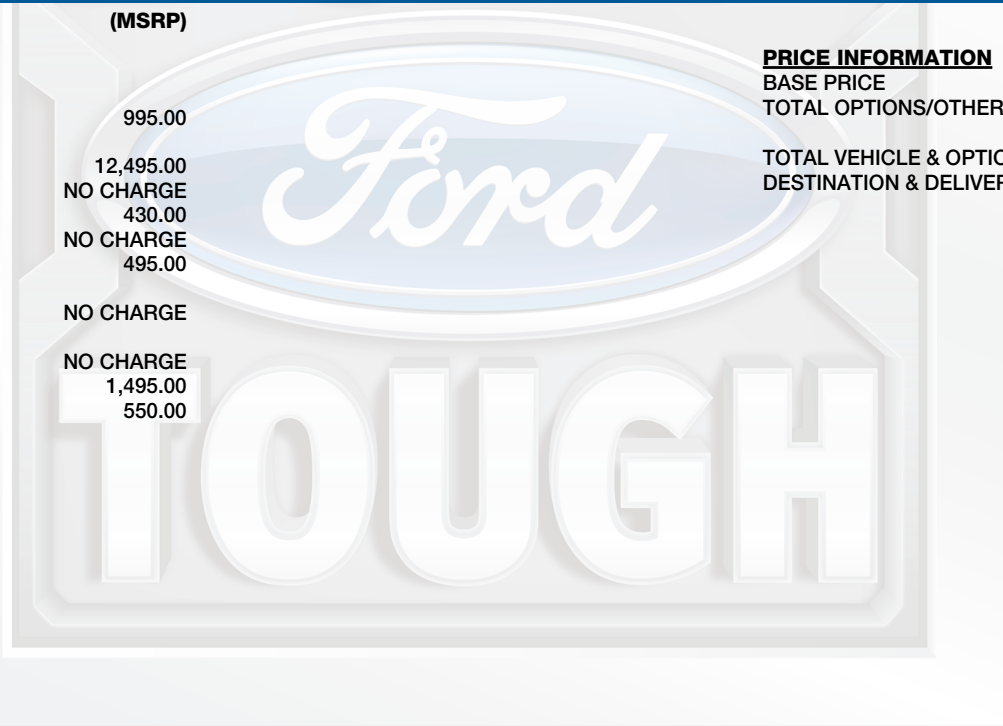 (MSRP)
995.00
12,495.00
NO CHARGE
430.00
NO CHARGE
495.00
NO CHARGE
NO CHARGE
1,495.00
550.00
PRICE INFORMATION
BASE PRICE
TOTAL OPTIONS/OTHER
TOTAL VEHICLE & OPTIO
DESTINATION & DELIVER
Ford
TOUGH